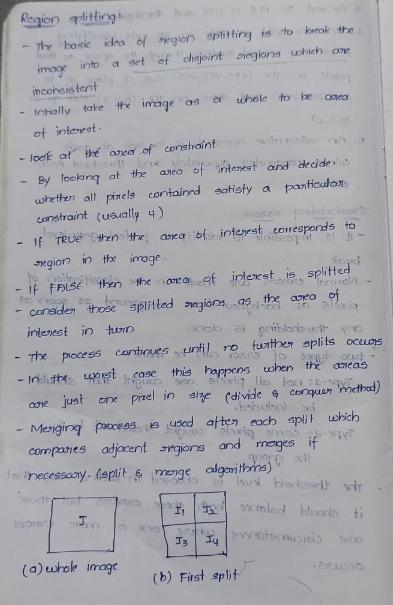 Region splitting:
- The basic idea of region splitting is to break the
image into a set of disjoint regions which are
inconsistent
- Initially take the image as a whole to be area
of interest.
- look at the area of constraint
- By looking at the area of interest and decide
whether all pixels contained satisfy a particular
constraint (usually 4)
- If TRUE then the area of interest corresponds to
region in the image.
- If FALSE then the area of interest is splitted
- consider those splitted regions as the area of
interest in turn
- The process continues until no further splits occurs
- In the worst case this happens when the areas
are just one pixel in size (divide & conquer method)
- Merging process is used after each split which
compares adjacent regions and merges if
necessary. (split & merge algorithms)
I
I1 I2
I3 I4
(a) whole image
(b) First split